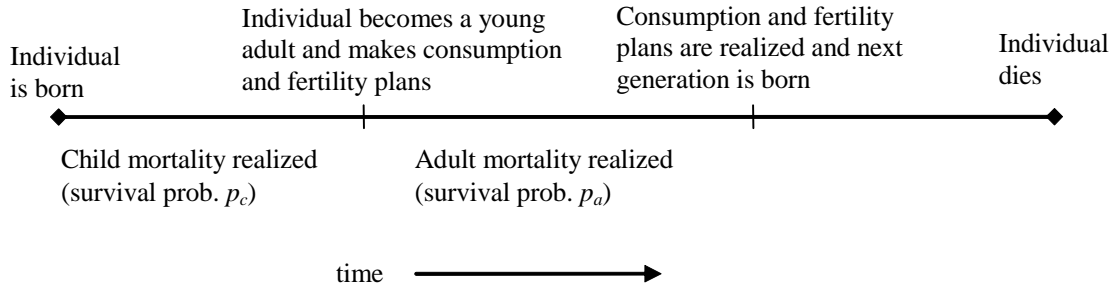 Individual
is born
Individual becomes a young
adult and makes consumption
and fertility plans
Consumption and fertility
plans are realized and next
generation is born
Individual
dies
Child mortality realized
(survival prob. pc)
Adult mortality realized
(survival prob. pa)
time